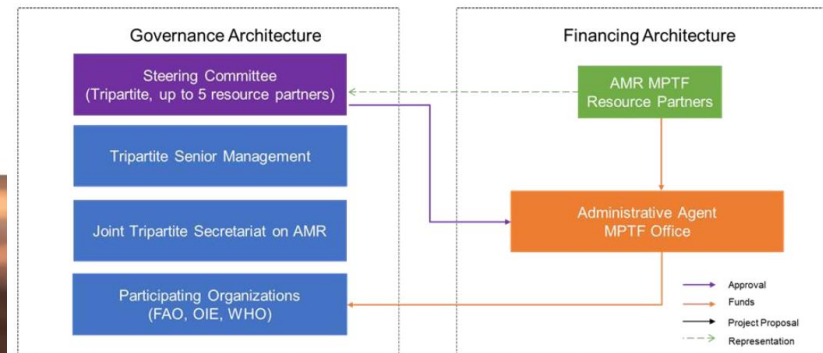 Governance Architecture
Steering Committee
(Tripartite, up to 5 resource partners)
Tripartite Senior Management
Joint Tripartite Secretariat on AMR
Participating Organizations
(FAO, OIE, WHO)
Financing Architecture
AMR MPTF
Resource Partners
Administrative Agent
MPTF Office
Approval
Funds
Project Proposal
Representation